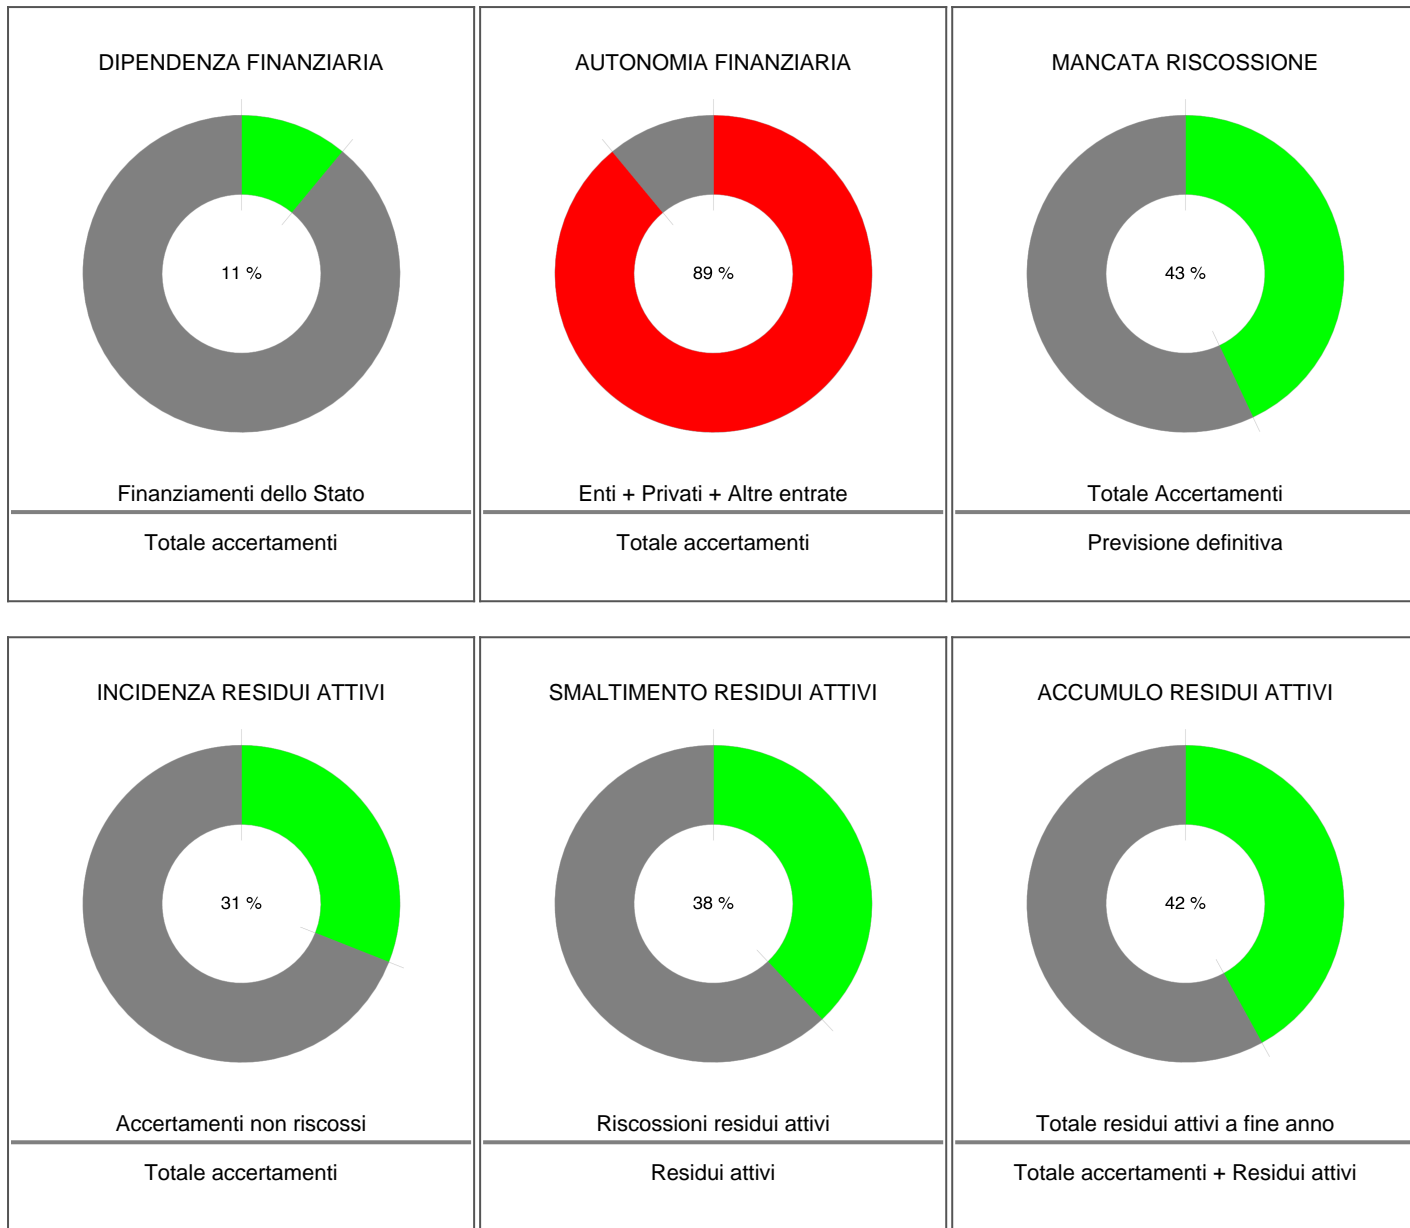 DIPENDENZA FINANZIARIA
11 %
Finanziamenti dello Stato
Totale accertamenti
AUTONOMIA FINANZIARIA
89 %
Enti + Privati + Altre entrate
Totale accertamenti
MANCATA RISCOSSIONE
43 %
Totale Accertamenti
Previsione definitiva
INCIDENZA RESIDUI ATTIVI
31 %
Accertamenti non riscossi
Totale accertamenti
SMALTIMENTO RESIDUI ATTIVI
38 %
Riscossioni residui attivi
Residui attivi
ACCUMULO RESIDUI ATTIVI
42 %
Totale residui attivi a fine anno
Totale accertamenti + Residui attivi